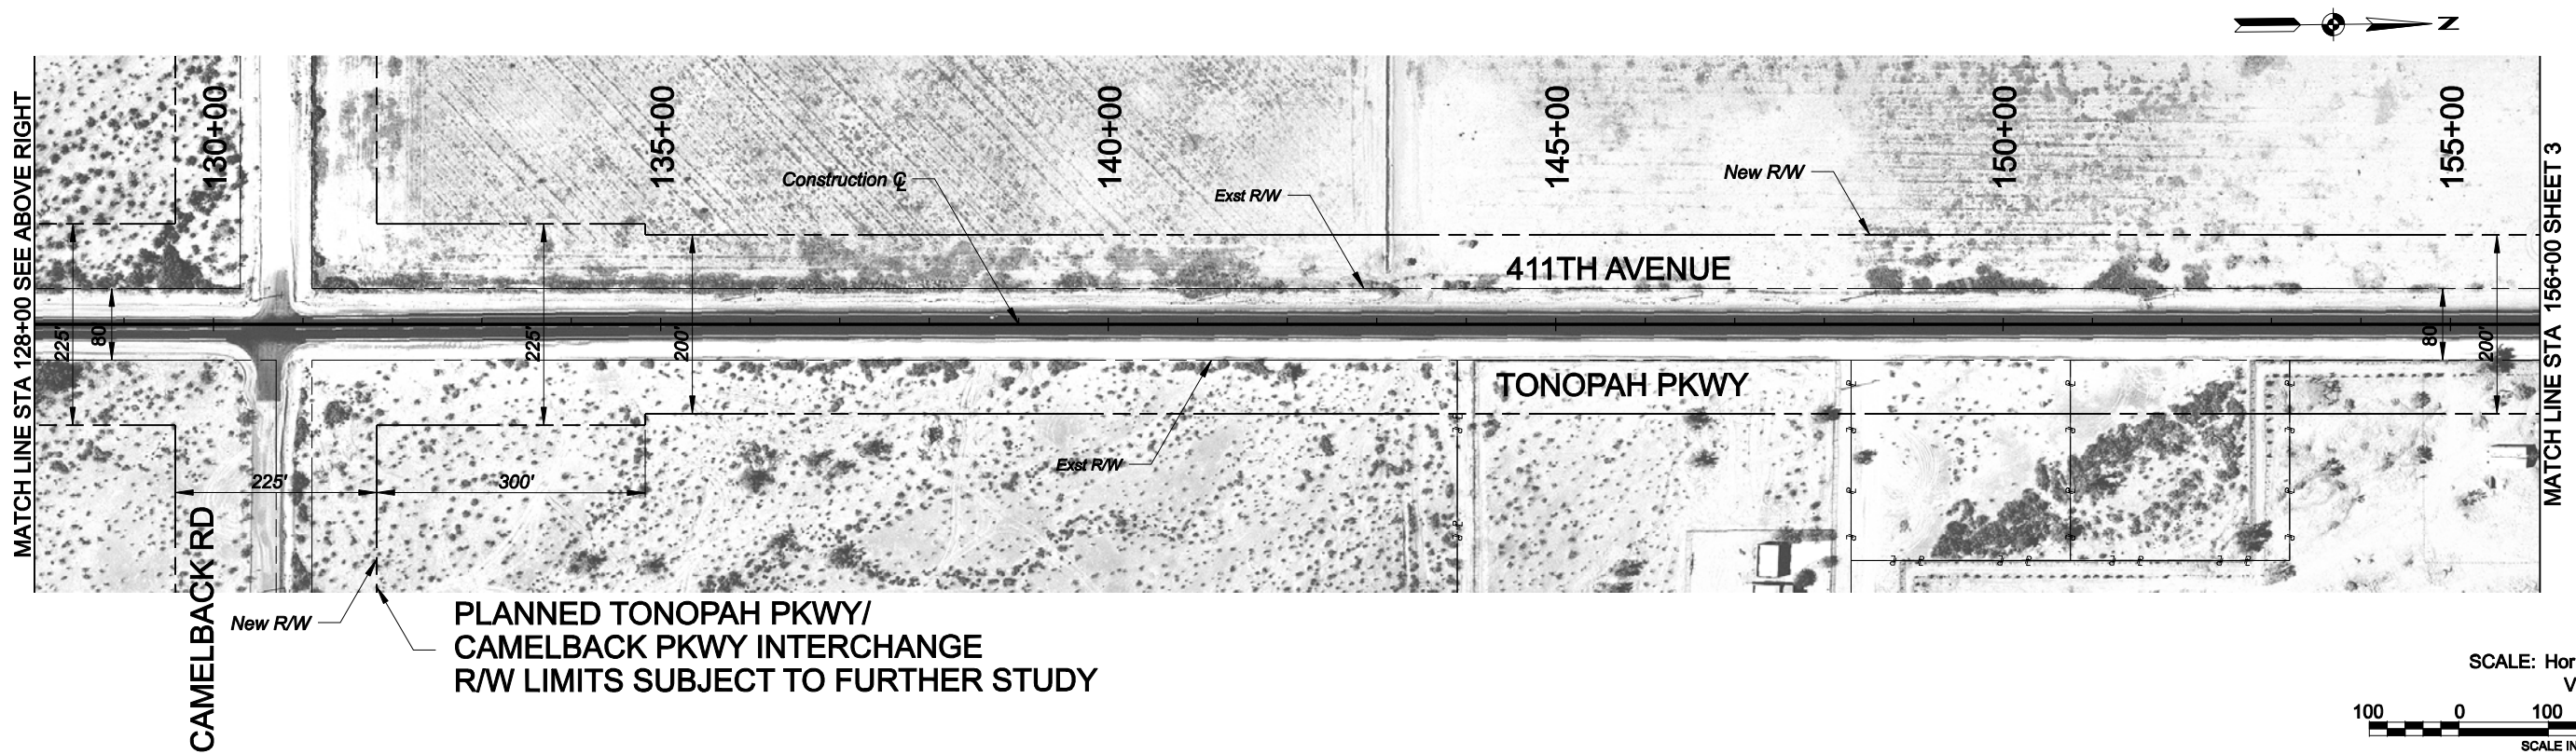 N
MATCH LINE STA 128+00 SEE ABOVE RIGHT
130+00
135+00
140+00
145+00
150+00
155+00
MATCH LINE STA 156+00 SHEET 3
Construction ℄
Exst R/W
New R/W
411TH AVENUE
225'
80
225'
200'
80
200'
TONOPAH PKWY
Exst R/W
225'
300'
CAMELBACK RD
New R/W
PLANNED TONOPAH PKWY/
CAMELBACK PKWY INTERCHANGE
R/W LIMITS SUBJECT TO FURTHER STUDY
SCALE: Hor
V
100 0 100
SCALE IN